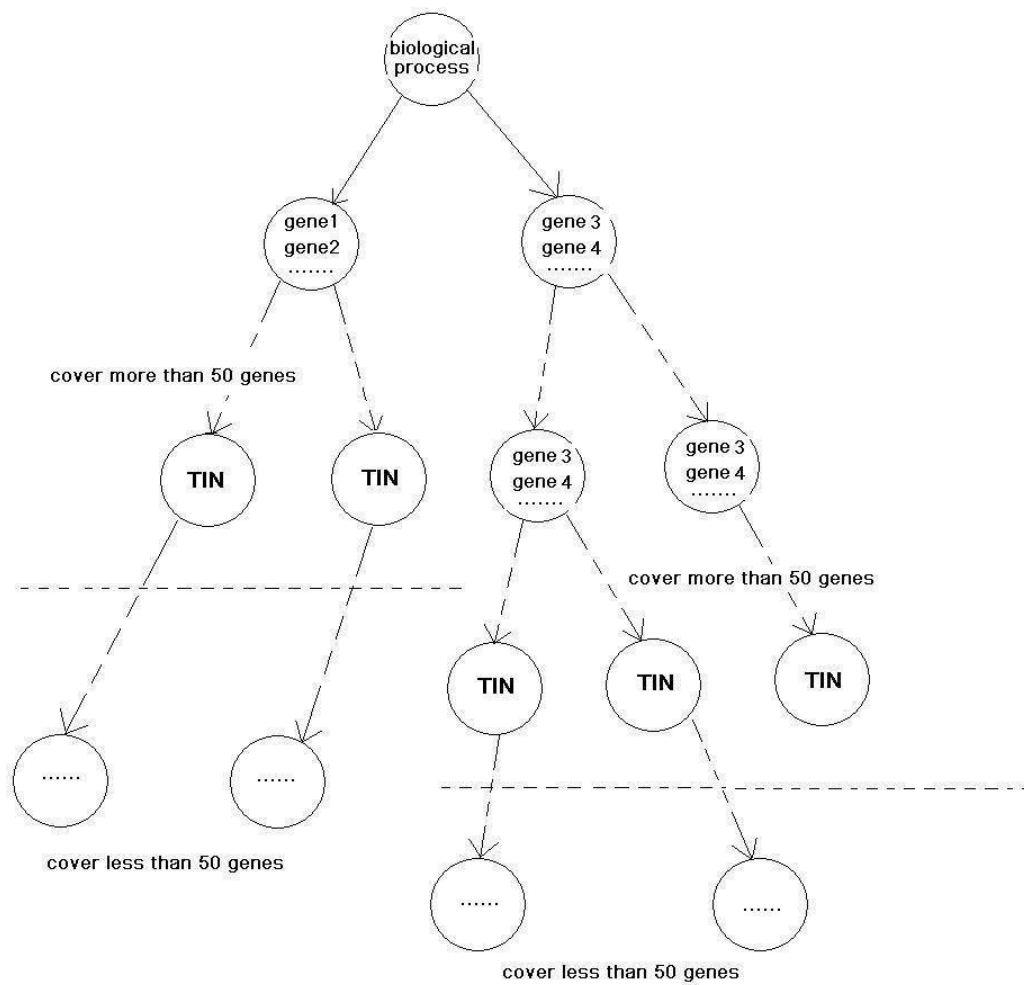 biological
process
gene1
gene2
.......
gene 3
gene 4
.......
cover more than 50 genes
TIN
TIN
gene 3
gene 4
.......
gene 3
gene 4
.......
cover more than 50 genes
TIN
TIN
TIN
......
......
cover less than 50 genes
......
......
cover less than 50 genes